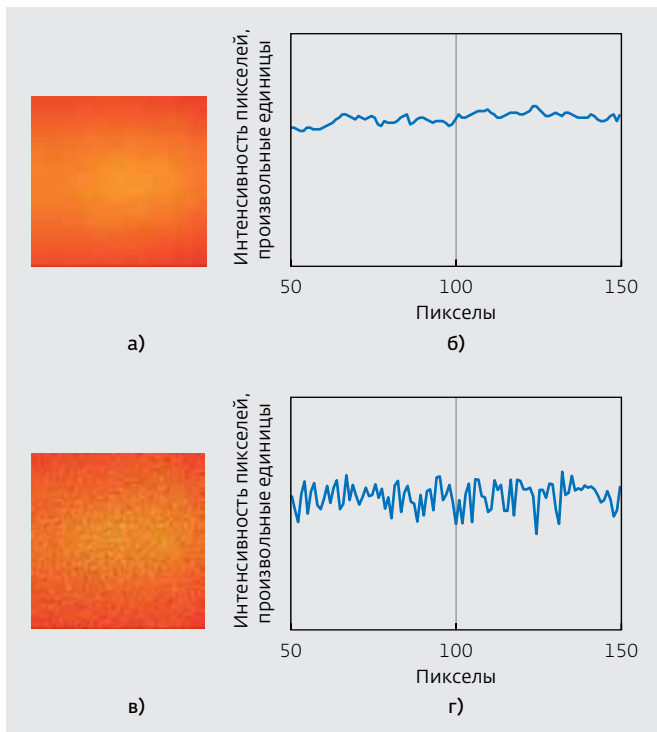 Интенсивность пикселей,
произвольные единицы
50 100 150
Пикселы
а) б)
Интенсивность пикселей,
произвольные единицы
50 100 150
Пикселы
в) г)